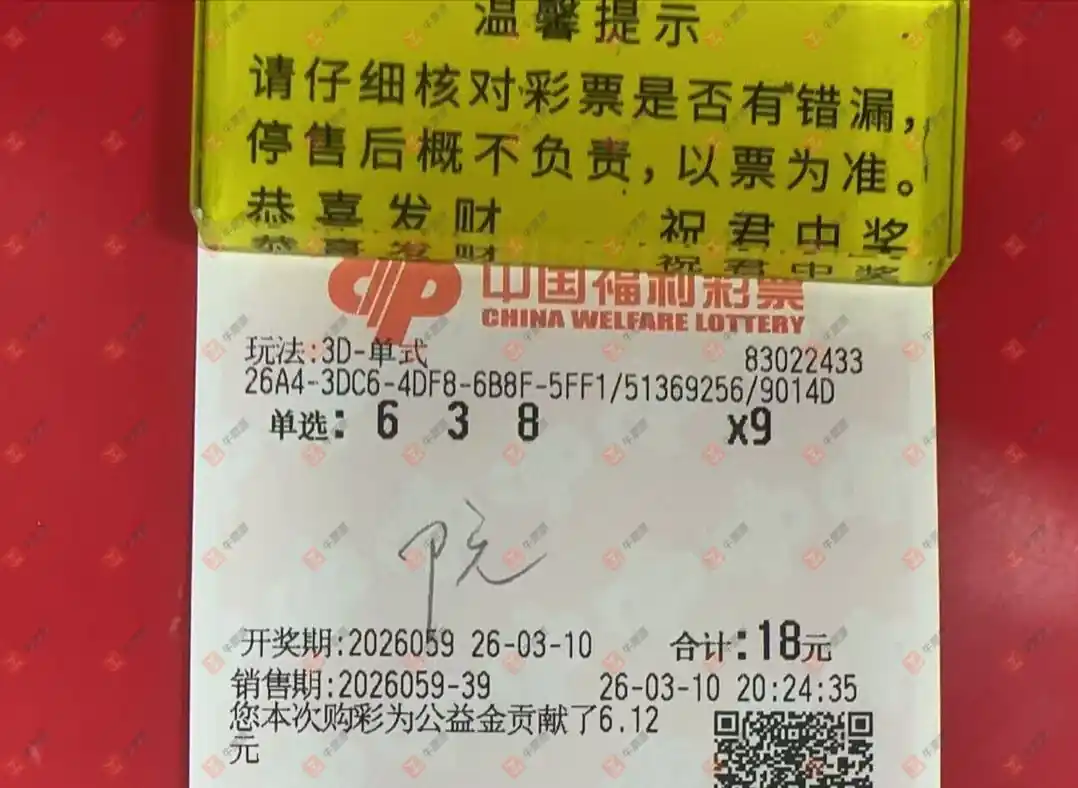 温馨提示
请仔细核对彩票是否有错漏，
停售后概不负责，以票为准。
恭喜发财 祝君中奖
中国福利彩票
CHINA WELFARE LOTTERY
玩法:3D-单式 83022433
26A4-3DC6-4DF8-6B8F-5FF1/51369256/9014D
单选: 6 3 8 x9
开奖期:2026059 26-03-10 合计:18元
销售期:2026059-39 26-03-10 20:24:35
您本次购彩为公益金贡献了6.12
元